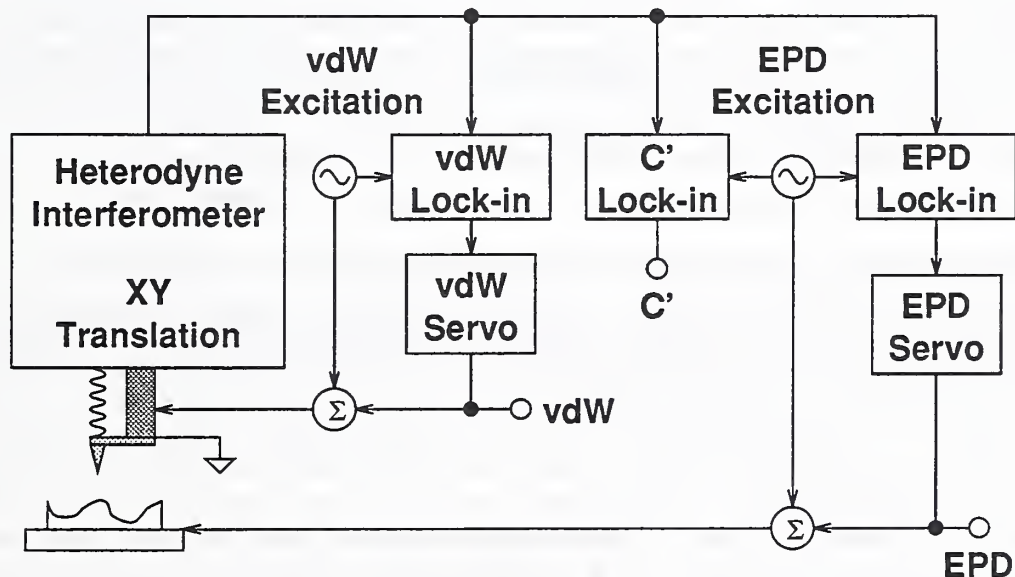 vdW
Excitation
EPD
Excitation
Heterodyne
Interferometer
XY
Translation
vdW
Lock-in
C'
Lock-in
EPD
Lock-in
vdW
Servo
C'
EPD
Servo
Σ
vdW
Σ
EPD